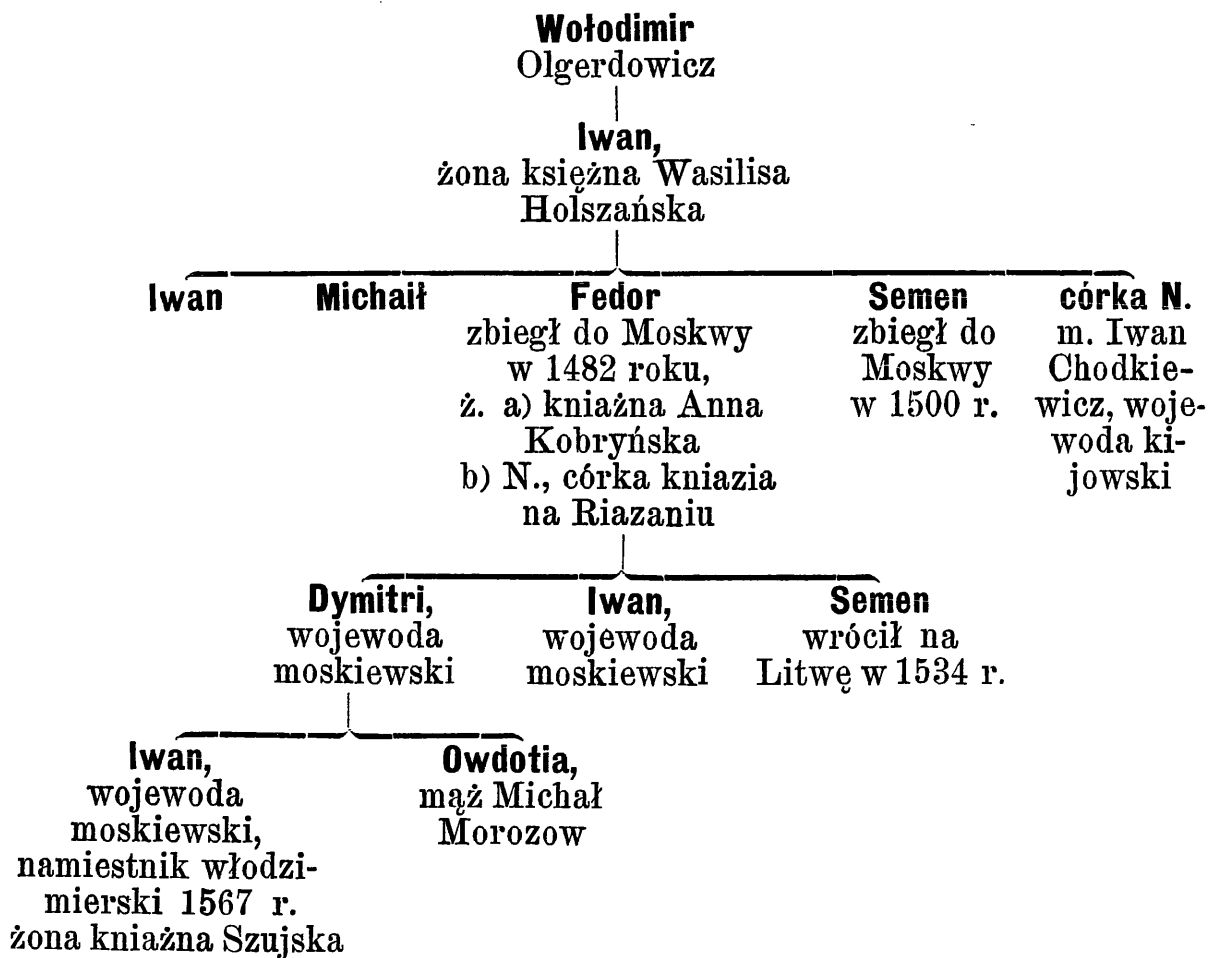 Wołodimir
Olgerdowicz
Iwan,
żona księżna Wasilisa
Holszańska
Iwan
Michaił
Fedor
zbiegł do Moskwy
w 1482 roku,
ż. a) kniaźna Anna
Kobryńska
b) N., córka kniazia
na Riazaniu
Semen
zbiegł do
Moskwy
w 1500 r.
córka N.
m. Iwan
Chodkie-
wicz, woje-
woda ki-
jowski
Dymitri,
wojewoda
moskiewski
Iwan,
wojewoda
moskiewski
Semen
wrócił na
Litwę w 1534 r.
Iwan,
wojewoda
moskiewski,
namiestnik włodzi-
mierski 1567 r.
żona kniaźna Szujska
Owdotia,
mąż Michał
Morozow